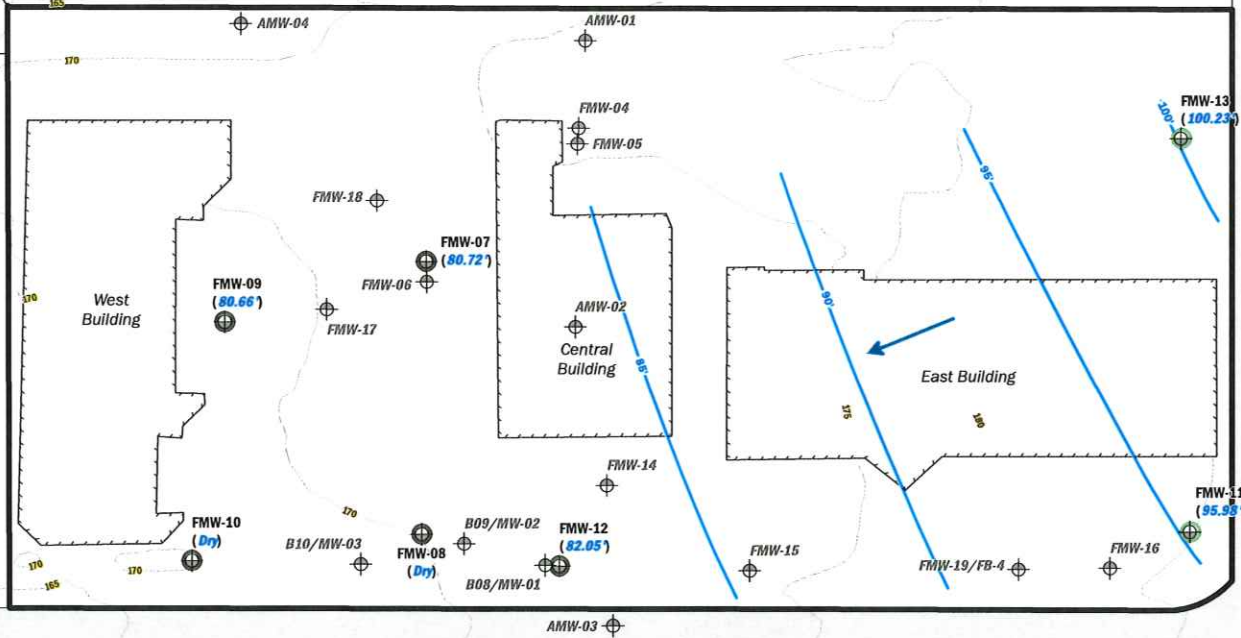 165
AMW-04
AMW-01
170
FMW-13
(100.23')
100'
FMW-04
FMW-05
95'
FMW-18
FMW-07
(80.72')
FMW-06
FMW-09
(80.66')
170
West
Building
FMW-17
AMW-02
Central
Building
85'
90'
East Building
175
180
FMW-14
170
FMW-11
(95.98'
FMW-10
(Dry)
B10/MW-03
FMW-08
(Dry)
B09/MW-02
FMW-12
(82.05')
B08/MW-01
FMW-15
FMW-19/FB-4
FMW-16
170
170
165
AMW-03